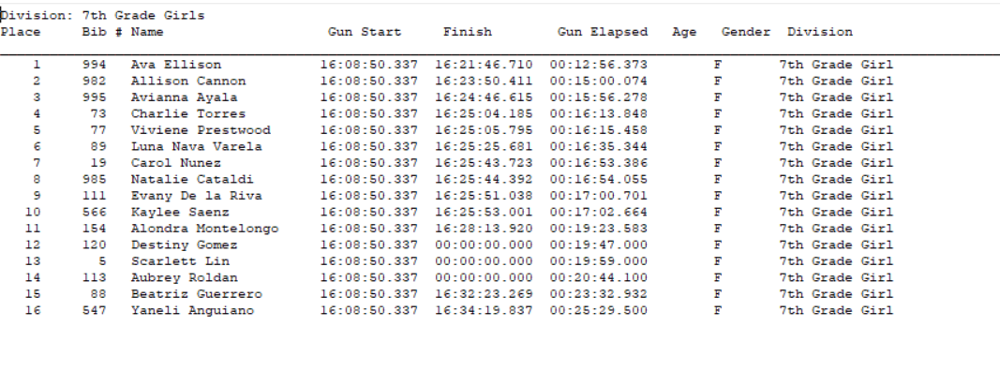 Division: 7th Grade Girls
Place Bib # Name Gun Start Finish Gun Elapsed Age Gender Division
1 994 Ava Ellison 16:08:50.337 16:21:46.710 00:12:56.373 F 7th Grade Girl
2 982 Allison Cannon 16:08:50.337 16:23:50.411 00:15:00.074 F 7th Grade Girl
3 995 Avianna Ayala 16:08:50.337 16:24:46.615 00:15:56.278 F 7th Grade Girl
4 73 Charlie Torres 16:08:50.337 16:25:04.185 00:16:13.848 F 7th Grade Girl
5 77 Viviene Prestwood 16:08:50.337 16:25:05.795 00:16:15.458 F 7th Grade Girl
6 89 Luna Nava Varela 16:08:50.337 16:25:25.681 00:16:35.344 F 7th Grade Girl
7 19 Carol Nunez 16:08:50.337 16:25:43.723 00:16:53.386 F 7th Grade Girl
8 985 Natalie Cataldi 16:08:50.337 16:25:44.392 00:16:54.055 F 7th Grade Girl
9 111 Evany De la Riva 16:08:50.337 16:25:51.038 00:17:00.701 F 7th Grade Girl
10 566 Kaylee Saenz 16:08:50.337 16:25:53.001 00:17:02.664 F 7th Grade Girl
11 154 Alondra Montelongo 16:08:50.337 16:28:13.920 00:19:23.583 F 7th Grade Girl
12 120 Destiny Gomez 16:08:50.337 00:00:00.000 00:19:47.000 F 7th Grade Girl
13 5 Scarlett Lin 16:08:50.337 00:00:00.000 00:19:59.000 F 7th Grade Girl
14 113 Aubrey Roldan 16:08:50.337 00:00:00.000 00:20:44.100 F 7th Grade Girl
15 88 Beatriz Guerrero 16:08:50.337 16:32:23.269 00:23:32.932 F 7th Grade Girl
16 547 Yaneli Anguiano 16:08:50.337 16:34:19.837 00:25:29.500 F 7th Grade Girl